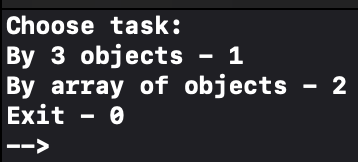 Choose task:
By 3 objects - 1
By array of objects - 2
Exit - 0
-->